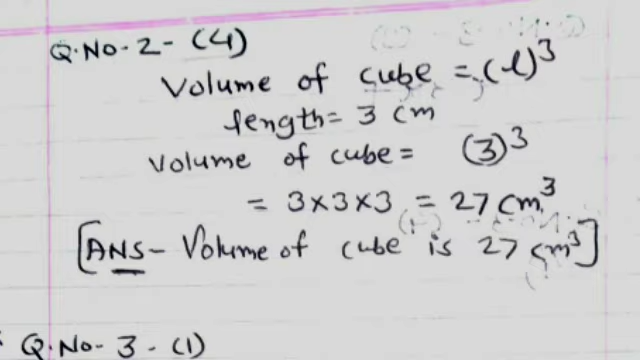 Q.No-2-(4)
Volume of cube = (l)³
length = 3 cm
Volume of cube = (3)³
= 3×3×3 = 27 cm³
[ANS - Volume of cube is 27 cm³]
Q.No-3-(1)